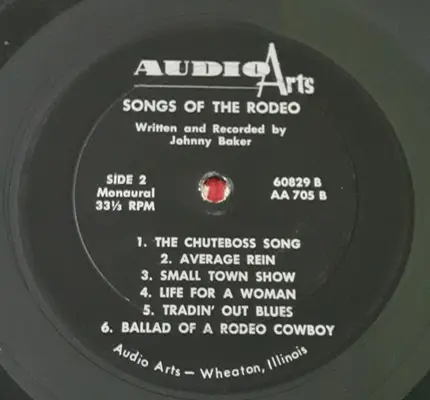 AUDIO Arts
SONGS OF THE RODEO
Written and Recorded by
Johnny Baker
SIDE 2
Monaural
33⅓ RPM
60829 B
AA 705 B
1. THE CHUTEBOSS SONG
2. AVERAGE REIN
3. SMALL TOWN SHOW
4. LIFE FOR A WOMAN
5. TRADIN' OUT BLUES
6. BALLAD OF A RODEO COWBOY
Audio Arts — Wheaton, Illinois